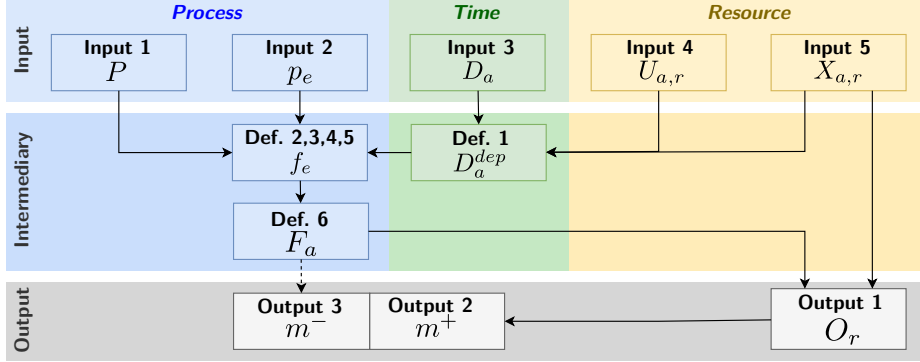 Process
Time
Resource
Input
Input 1
P
Input 2
p_e
Input 3
D_a
Input 4
U_{a,r}
Input 5
X_{a,r}
Intermediary
Def. 2,3,4,5
f_e
Def. 1
D_a^{dep}
Def. 6
F_a
Output
Output 3
m^-
Output 2
m^+
Output 1
O_r